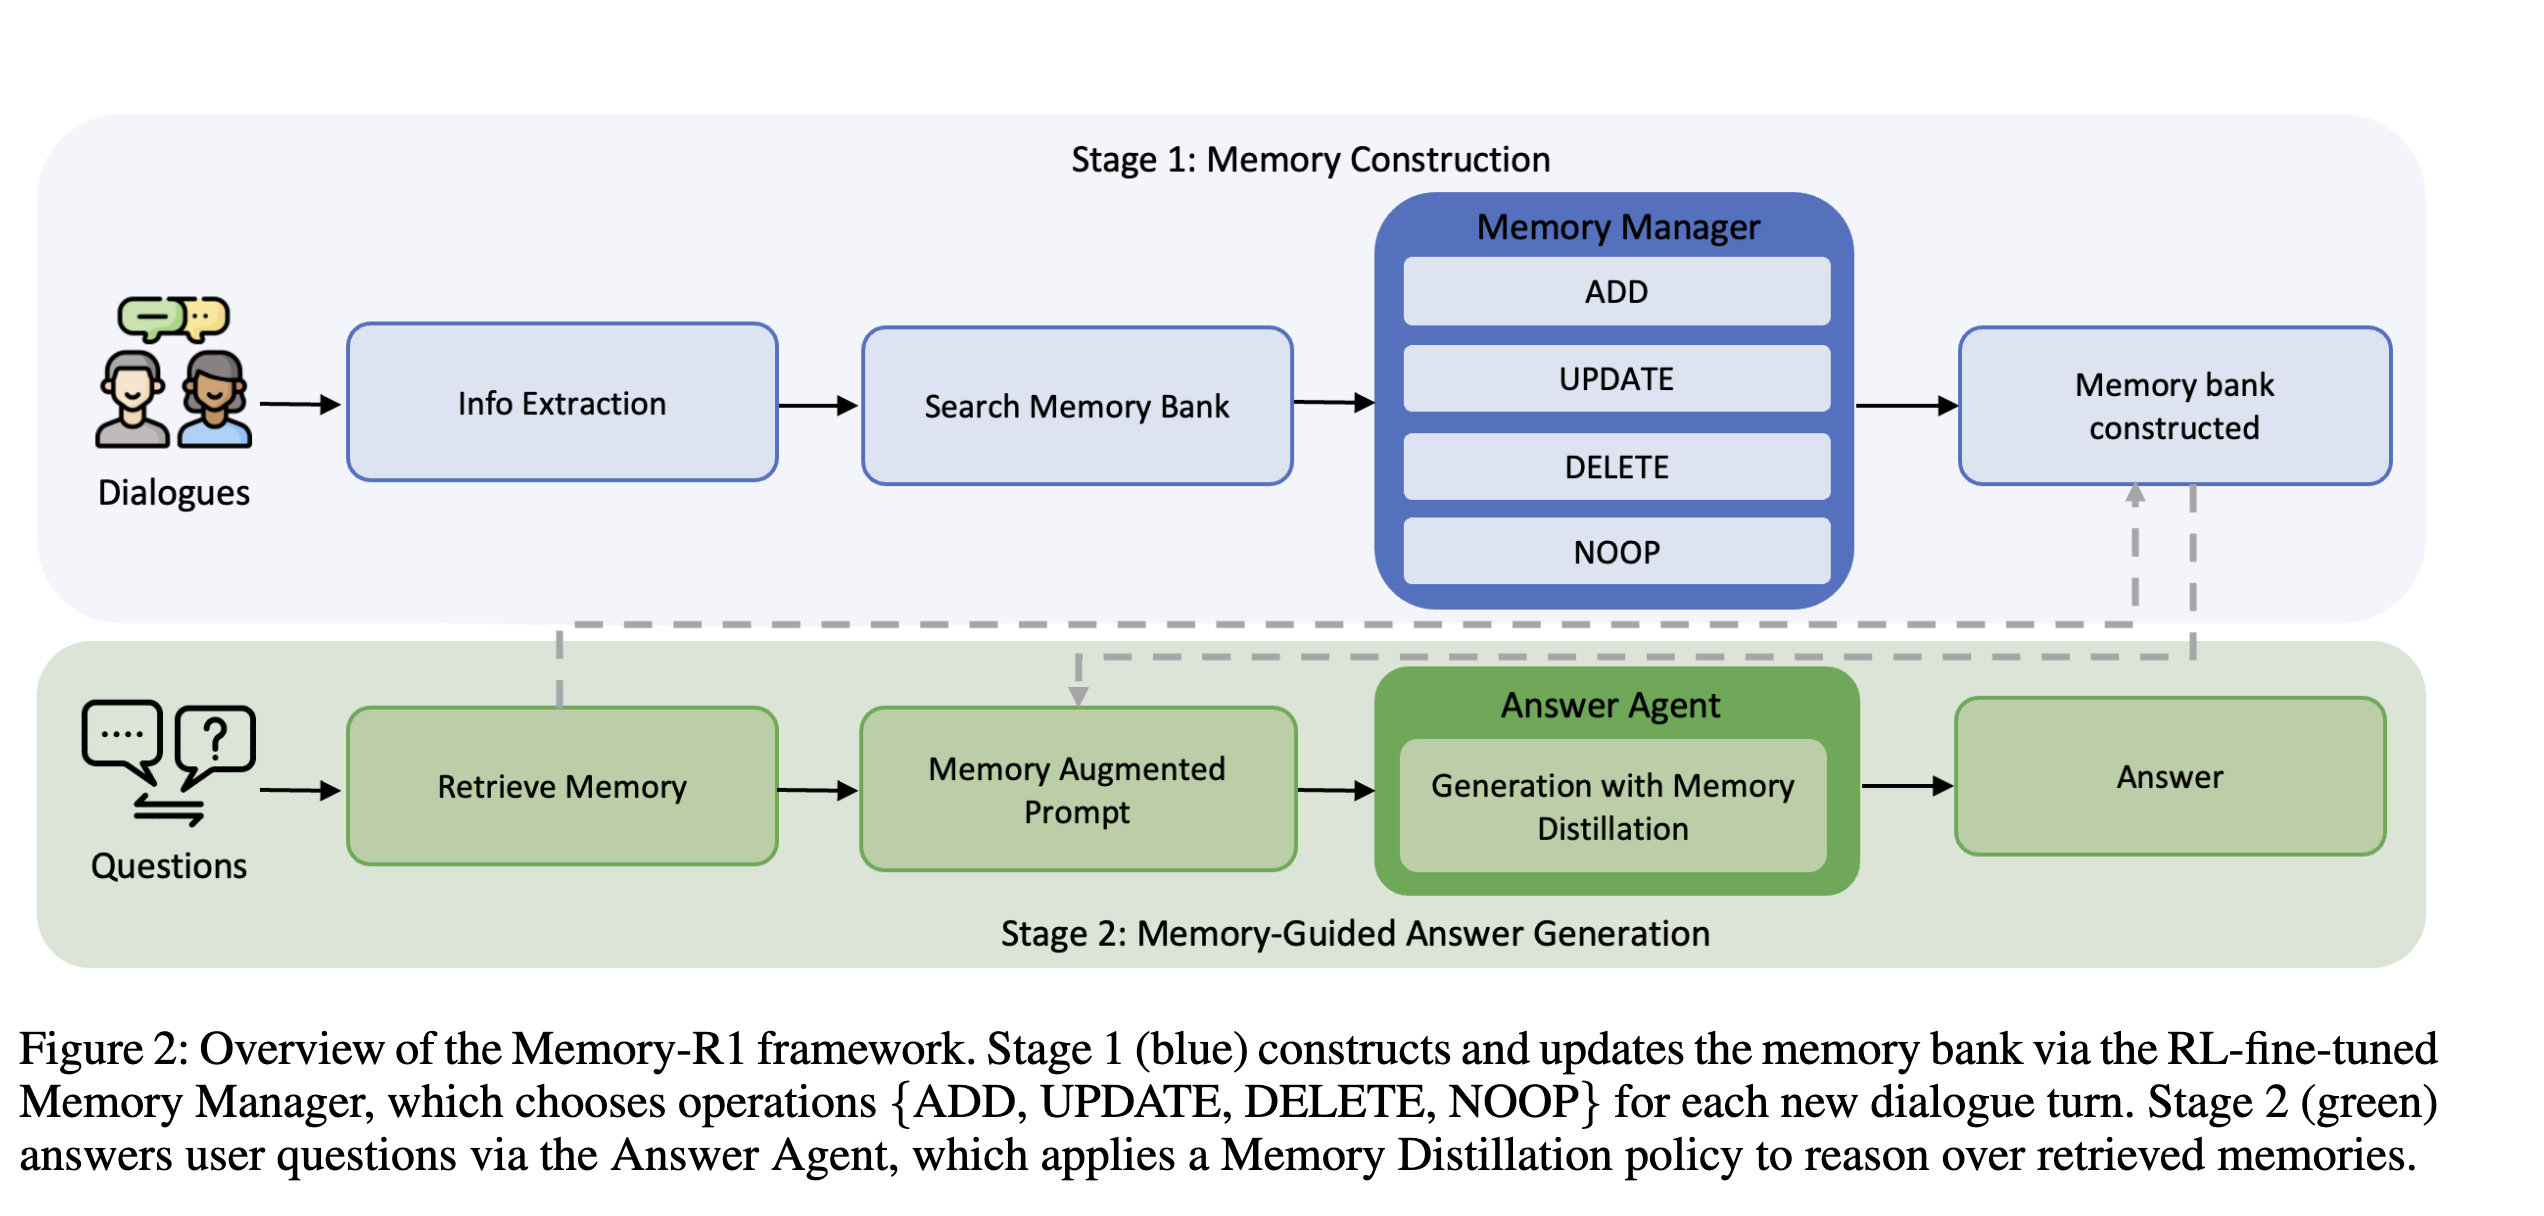 Stage 1: Memory Construction
Memory Manager
ADD
UPDATE
DELETE
NOOP
Dialogues
Info Extraction
Search Memory Bank
Memory bank
constructed
Questions
Retrieve Memory
Memory Augmented
Prompt
Answer Agent
Generation with Memory
Distillation
Answer
Stage 2: Memory-Guided Answer Generation
Figure 2: Overview of the Memory-R1 framework. Stage 1 (blue) constructs and updates the memory bank via the RL-fine-tuned
Memory Manager, which chooses operations {ADD, UPDATE, DELETE, NOOP} for each new dialogue turn. Stage 2 (green)
answers user questions via the Answer Agent, which applies a Memory Distillation policy to reason over retrieved memories.